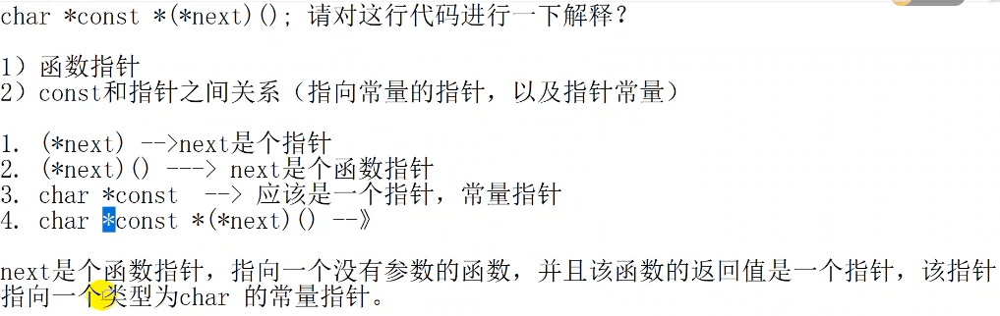 char *const *(*next)(); 请对这行代码进行一下解释?
1) 函数指针
2) const和指针之间关系（指向常量的指针，以及指针常量）
1. (*next) -->next是个指针
2. (*next)() ---> next是个函数指针
3. char *const  --> 应该是一个指针，常量指针
4. char *const *(*next)() --》
next是个函数指针，指向一个没有参数的函数，并且该函数的返回值是一个指针，该指针
指向一个类型为char 的常量指针。